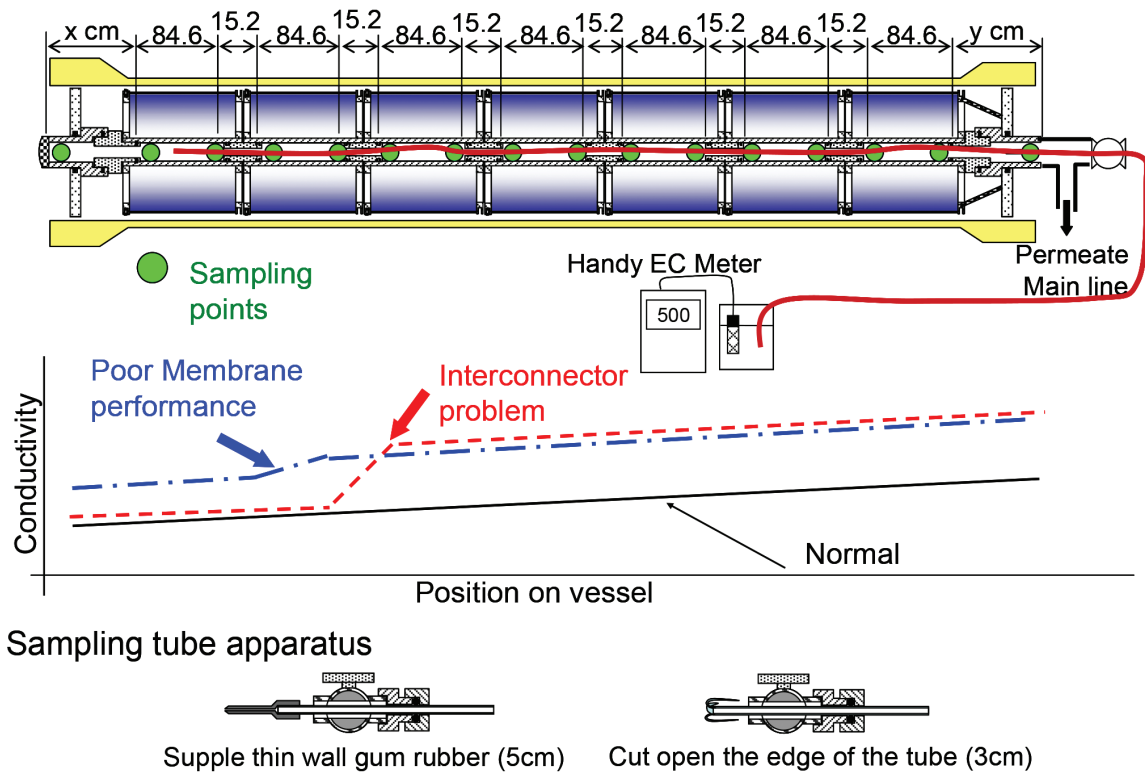 x cm 84.6 15.2 84.6 15.2 84.6 15.2 84.6 15.2 84.6 15.2 84.6 15.2 84.6 y cm
Sampling
points
Handy EC Meter
500
Permeate
Main line
Poor Membrane
performance
Interconnector
problem
Conductivity
Normal
Position on vessel
Sampling tube apparatus
Supple thin wall gum rubber (5cm)
Cut open the edge of the tube (3cm)